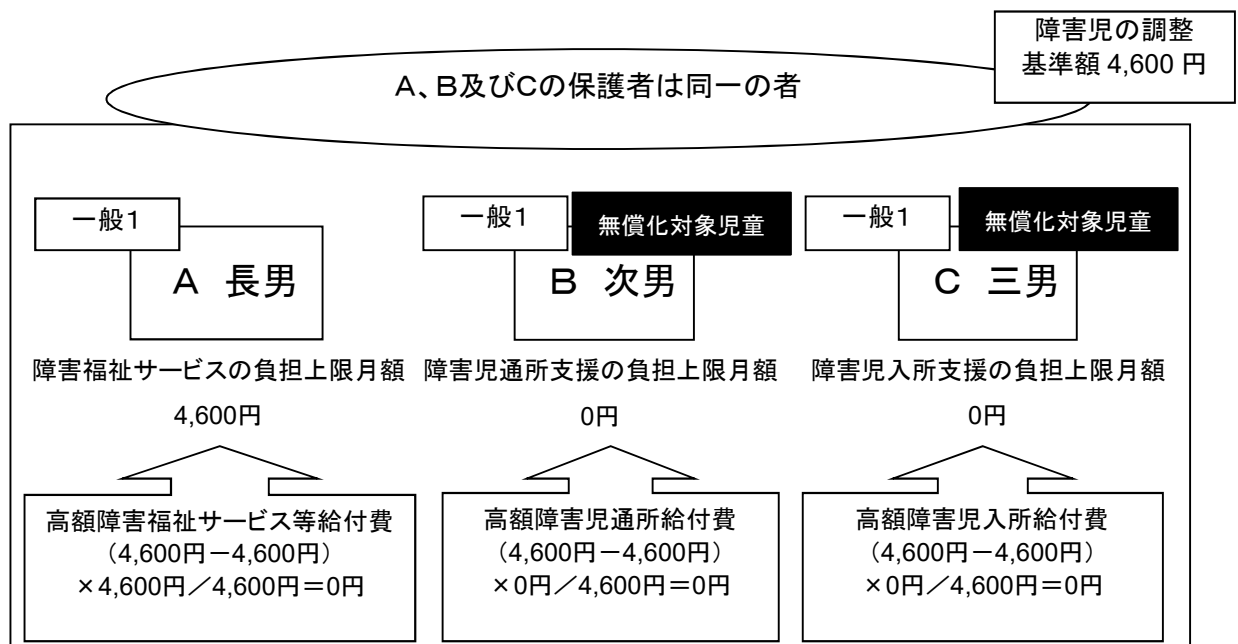 障害児の調整
基準額 4,600 円
A、B及びCの保護者は同一の者
一般1
A 長男
障害福祉サービスの負担上限月額
4,600円
高額障害福祉サービス等給付費
（4,600円－4,600円）
×4,600円／4,600円＝0円
一般1
無償化対象児童
B 次男
障害児通所支援の負担上限月額
0円
高額障害児通所給付費
（4,600円－4,600円）
×0円／4,600円＝0円
一般1
無償化対象児童
C 三男
障害児入所支援の負担上限月額
0円
高額障害児入所給付費
（4,600円－4,600円）
×0円／4,600円＝0円